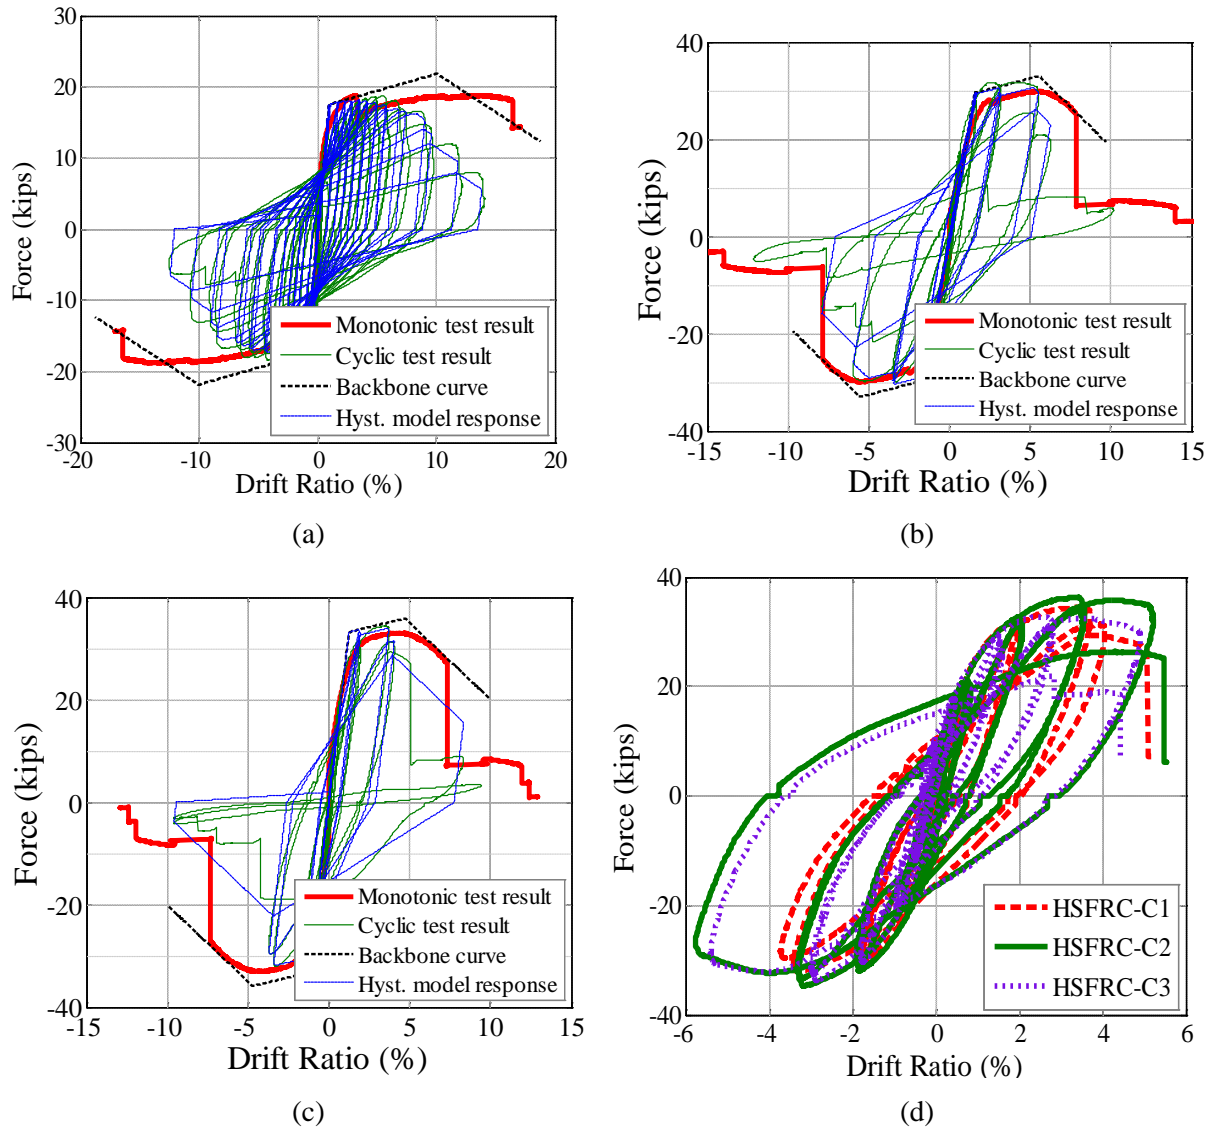 30
20
10
0
-10
-20
-30
-20
-10
0
10
20
Force (kips)
Drift Ratio (%)
Monotonic test result
Cyclic test result
Backbone curve
Hyst. model response
(a)
40
20
0
-20
-40
-15
-10
-5
0
5
10
15
Force (kips)
Drift Ratio (%)
Monotonic test result
Cyclic test result
Backbone curve
Hyst. model response
(b)
40
20
0
-20
-40
-15
-10
-5
0
5
10
15
Force (kips)
Drift Ratio (%)
Monotonic test result
Cyclic test result
Backbone curve
Hyst. model response
(c)
40
20
0
-20
-40
-6
-4
-2
0
2
4
6
Force (kips)
Drift Ratio (%)
HSFRC-C1
HSFRC-C2
HSFRC-C3
(d)